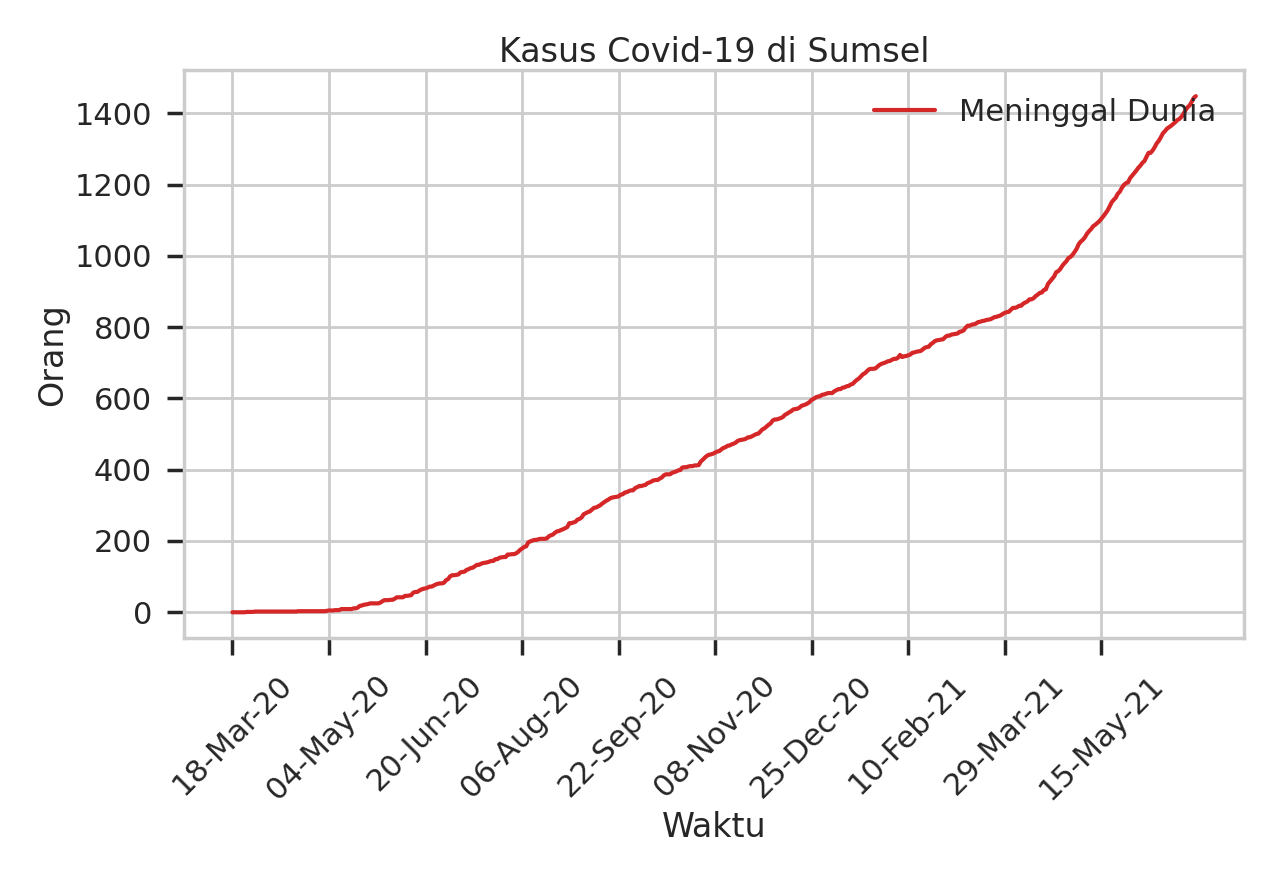 Kasus Covid-19 di Sumsel
Meninggal Dunia
1400
1200
1000
800
600
400
200
0
Orang
18-Mar-20
04-May-20
20-Jun-20
06-Aug-20
22-Sep-20
08-Nov-20
25-Dec-20
10-Feb-21
29-Mar-21
15-May-21
Waktu